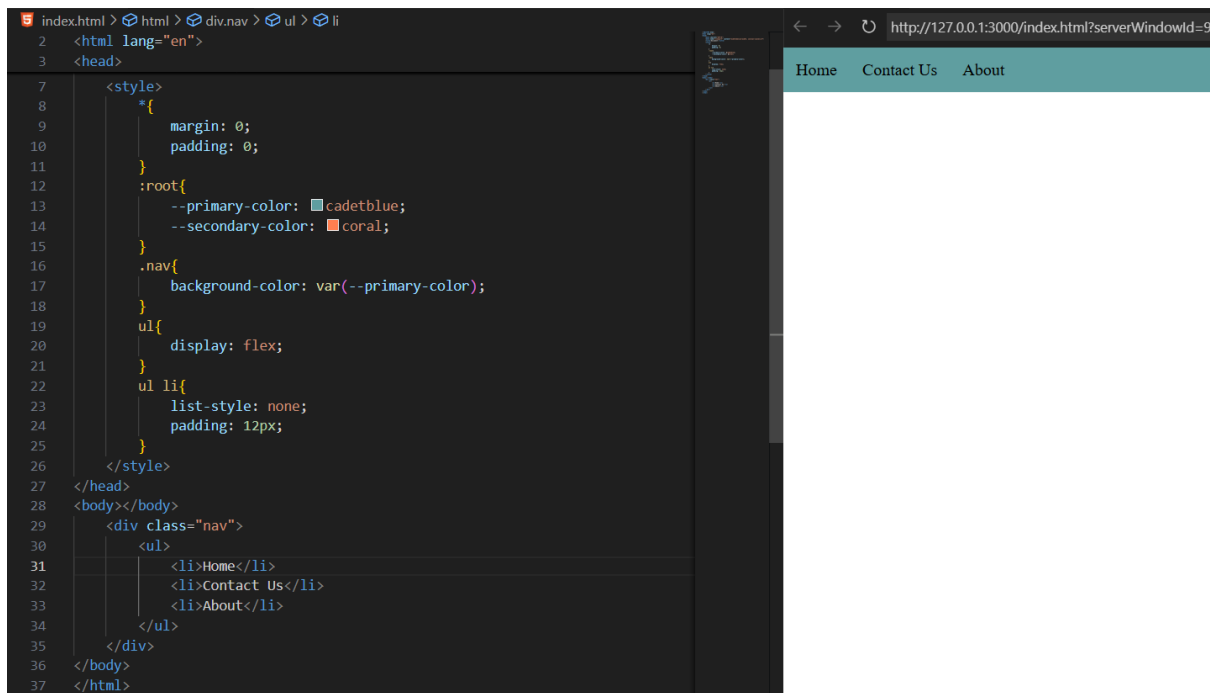 index.html > html > div.nav > ul > li
2 <html lang="en">
3 <head>
7 <style>
8 *{
9 margin: 0;
10 padding: 0;
11 }
12 :root{
13 --primary-color: cadetblue;
14 --secondary-color: coral;
15 }
16 .nav{
17 background-color: var(--primary-color);
18 }
19 ul{
20 display: flex;
21 }
22 ul li{
23 list-style: none;
24 padding: 12px;
25 }
26 </style>
27 </head>
28 <body></body>
29 <div class="nav">
30 <ul>
31 <li>Home</li>
32 <li>Contact Us</li>
33 <li>About</li>
34 </ul>
35 </div>
36 </body>
37 </html>
http://127.0.0.1:3000/index.html?serverWindowId=9
Home Contact Us About